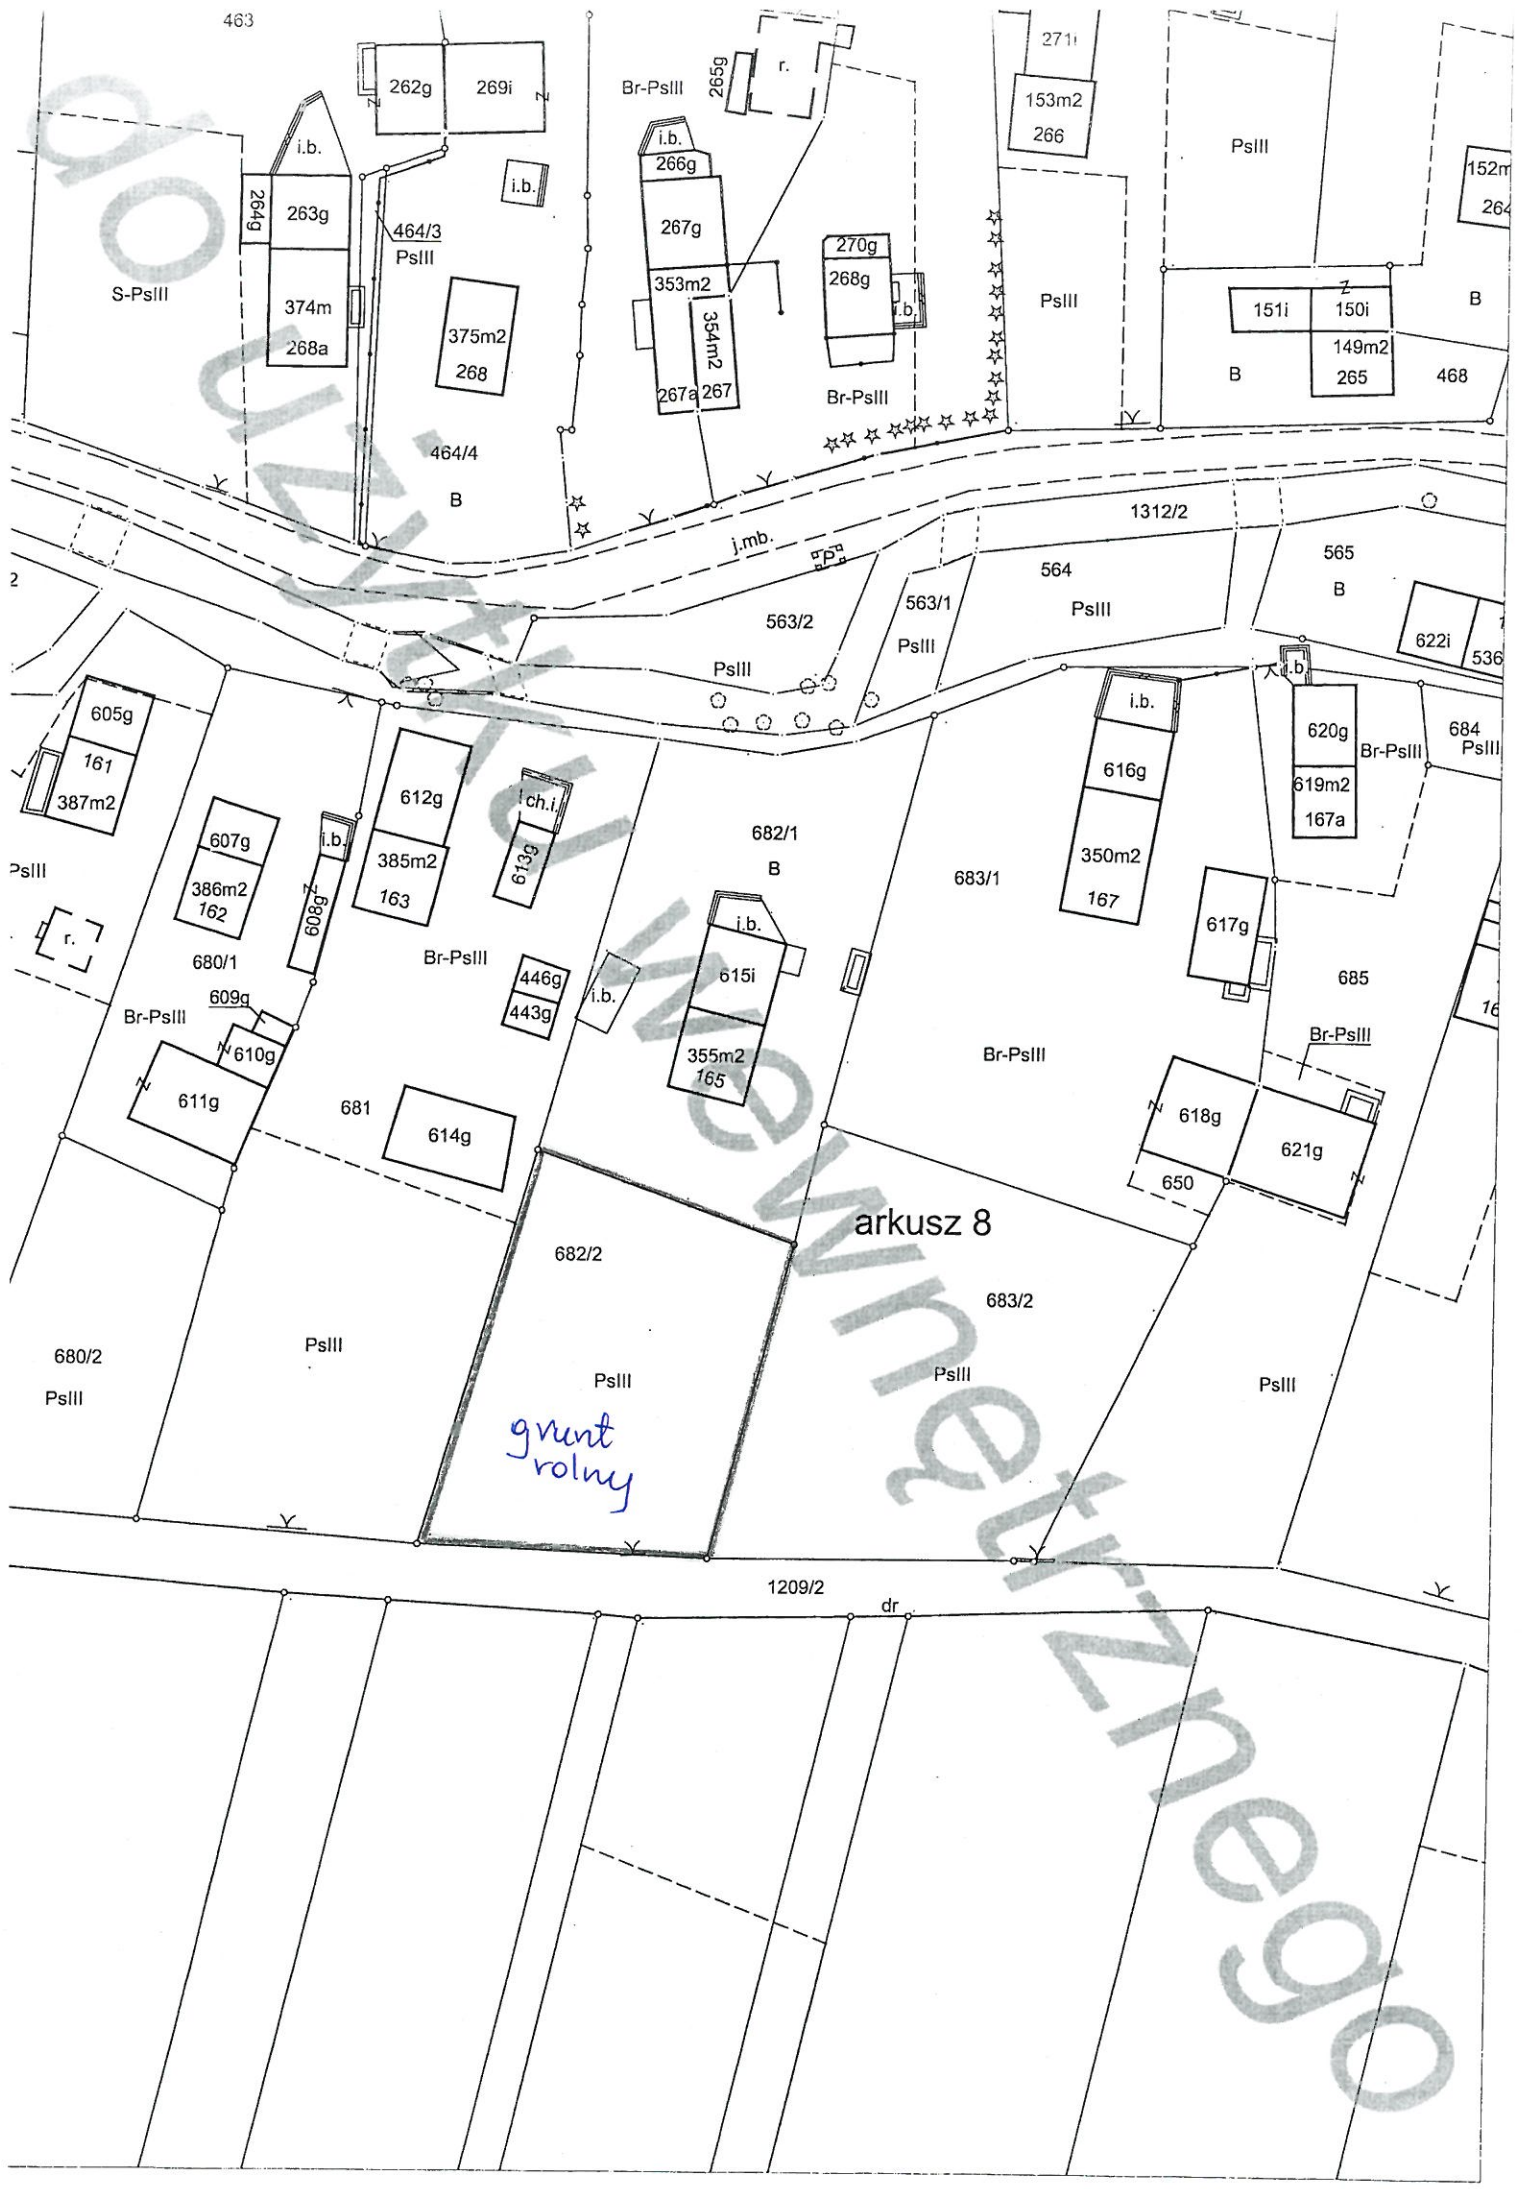 463
271i
r.
265g
Br-PsIII
262g
269i
153m2
266
i.b.
i.b.
266g
PsIII
152m
264
264g
263g
i.b.
267g
464/3
PsIII
270g
268g
i.b.
S-PsIII
374m
268a
375m2
268
353m2
354m2
267a
267
PsIII
151i
150i
149m2
265
B
B
468
Br-PsIII
464/4
B
1312/2
j.mb.
P
565
B
564
PsIII
2
563/2
563/1
PsIII
PsIII
622i
536
i.b.
605g
161
387m2
i.b.
620g
619m2
167a
Br-PsIII
684
PsIII
612g
385m2
163
ch.i.
613g
616g
350m2
167
607g
386m2
162
i.b.
608g
682/1
B
PsIII
683/1
617g
r.
i.b.
615i
355m2
165
Br-PsIII
446g
443g
i.b.
680/1
685
609g
Br-PsIII
610g
611g
16
Br-PsIII
Br-PsIII
681
614g
618g
621g
650
arkusz 8
682/2
683/2
PsIII
680/2
PsIII
PsIII
PsIII
PsIII
grunt
rolny
1209/2
dr
do użytku wewnętrznego